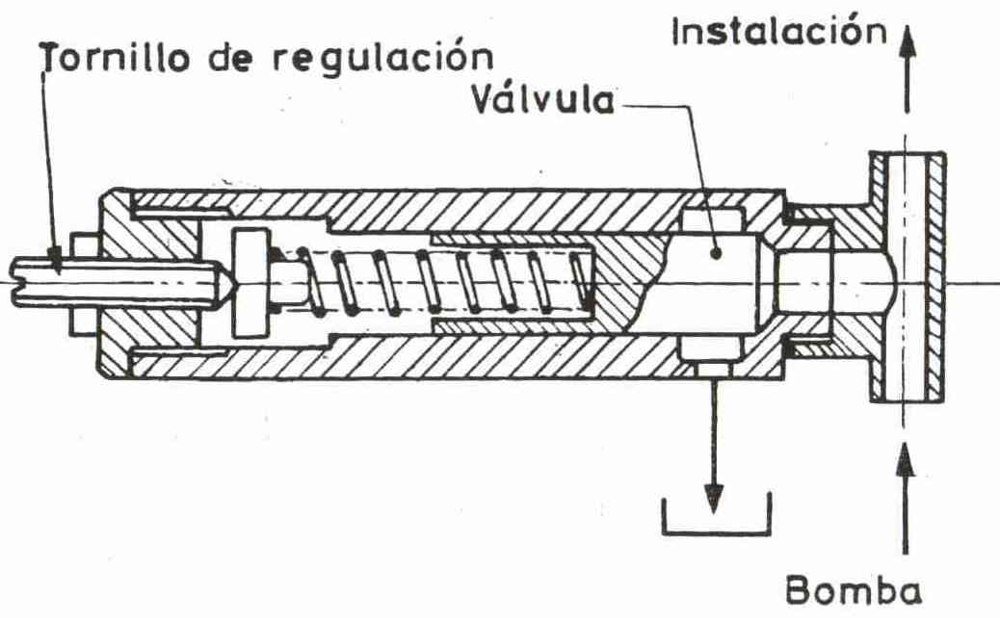 Instalación
Tornillo de regulación
Válvula
Bomba